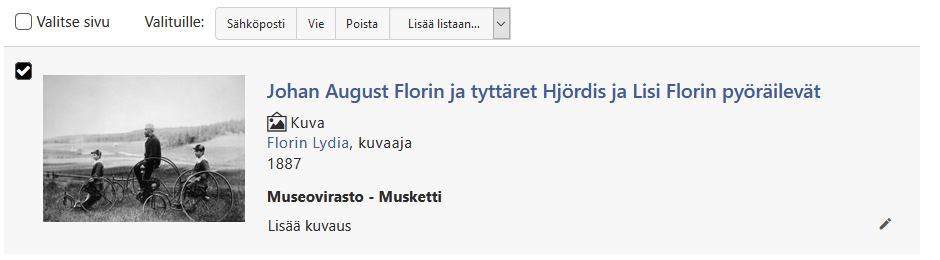 Valitse sivu Valituille: Sähköposti Vie Poista Lisää listaan...
Johan August Florin ja tyttäret Hjördis ja Lisi Florin pyöräilevät
Kuva
Florin Lydia, kuvaaja
1887
Museovirasto - Musketti
Lisää kuvaus